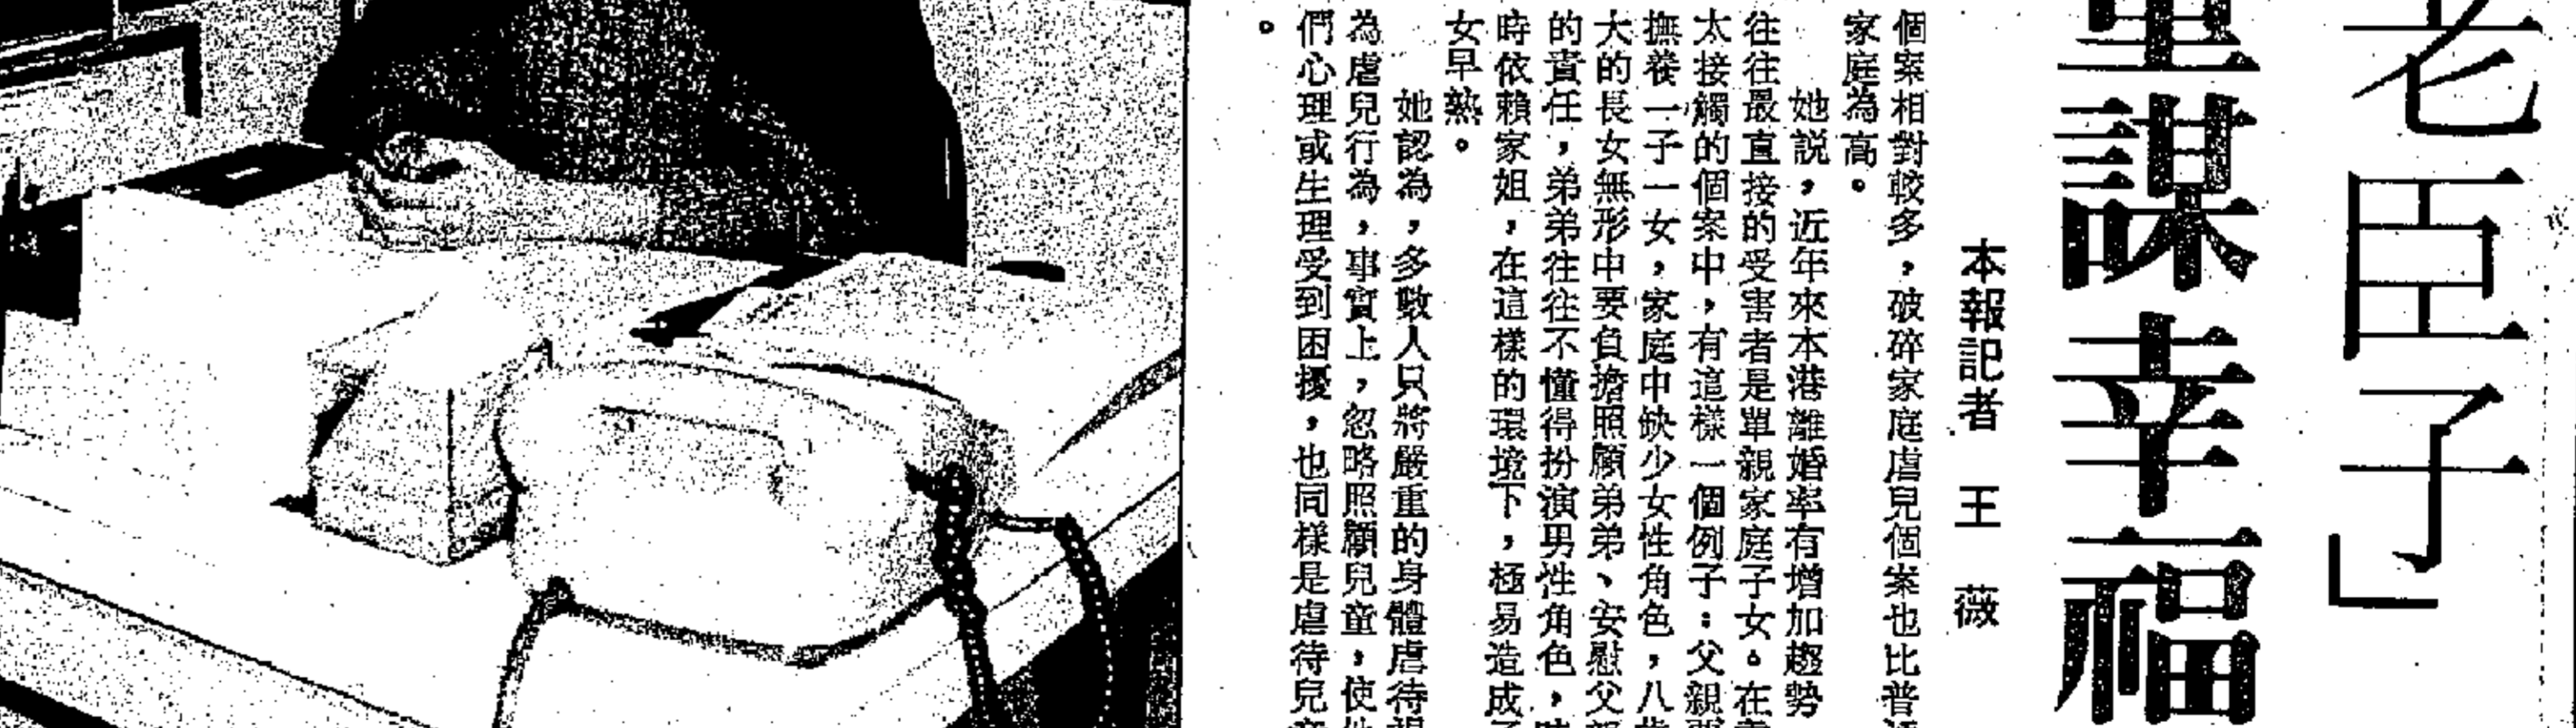 老臣子」
童謀幸福
本報記者 王 薇
個案相對較多，破碎家庭虐兒個案也比普
家庭為高。
她說，近年來本港離婚率有增加趨勢
往往最直接的受害者是單親家庭子女。在
太接觸的個案中，有這樣一個例子：父親要
撫養一子一女，家庭中缺少女性角色，八歲
大的長女無形中要負擔照顧弟弟、安慰父親
的責任，弟弟往往不懂得扮演男性角色，時
時依賴家姐，在這樣的環境下，極易造成子
女早熟。
她認為，多數人只將嚴重的身體虐待視
為虐兒行為，事實上，忽略照顧兒童，使他
們心理或生理受到困擾，也同樣是虐待兒童
。